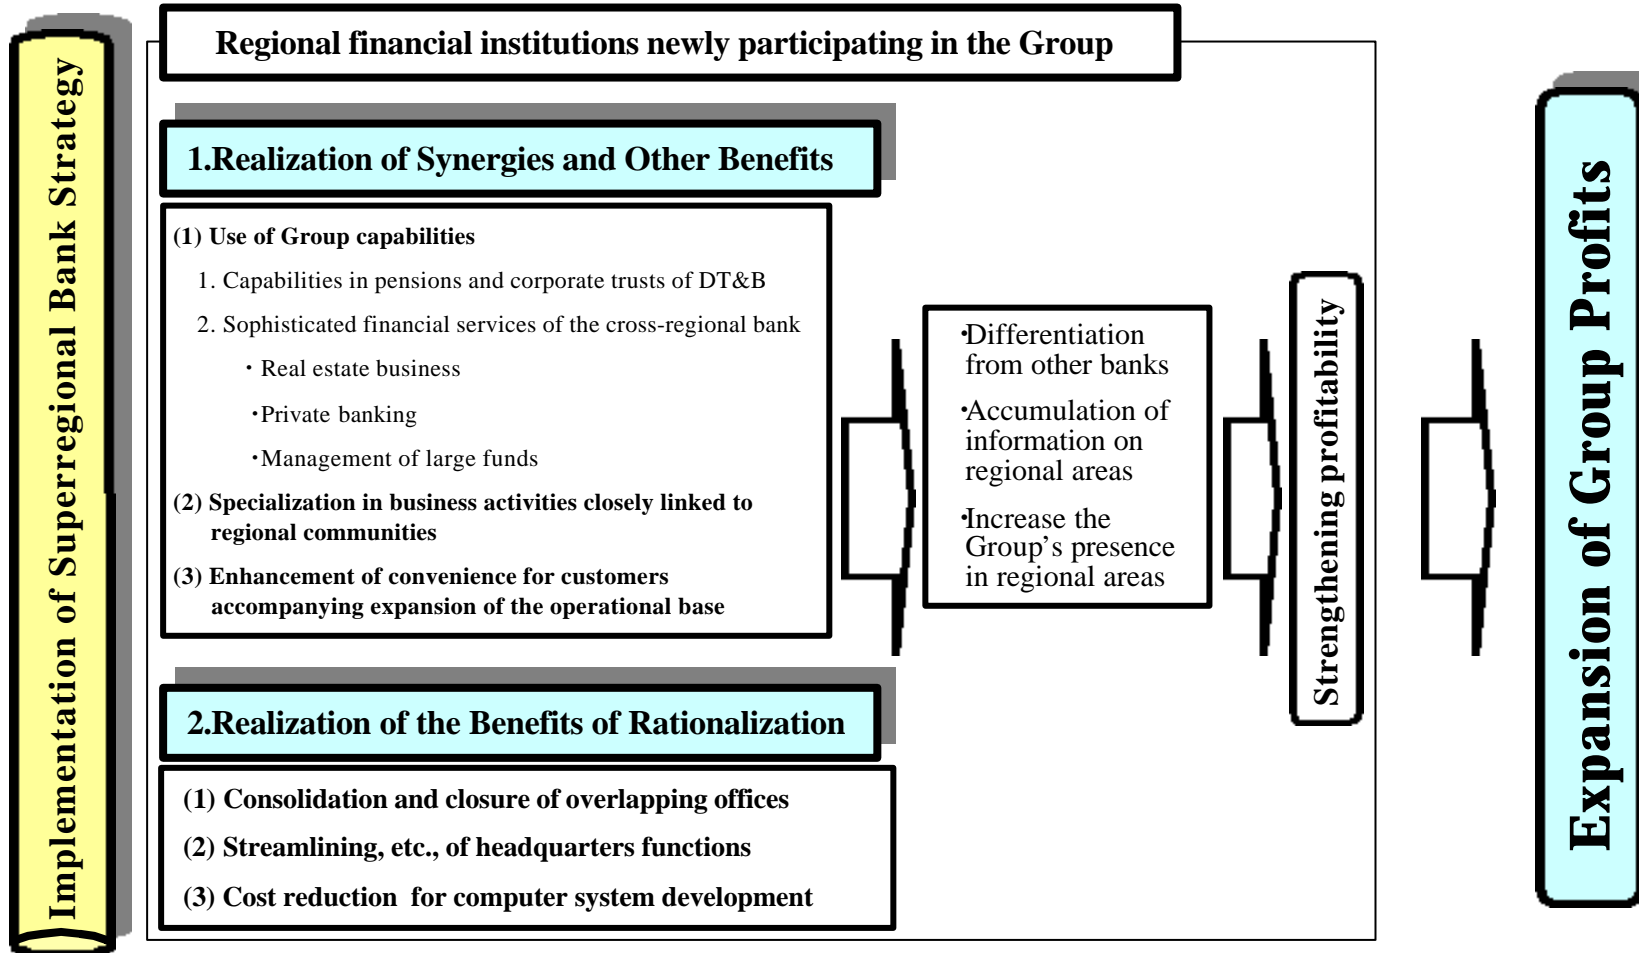 Implementation of Superregional Bank Strategy
Regional financial institutions newly participating in the Group
1.Realization of Synergies and Other Benefits
(1) Use of Group capabilities
1. Capabilities in pensions and corporate trusts of DT&B
2. Sophisticated financial services of the cross-regional bank
・Real estate business
・Private banking
・Management of large funds
(2) Specialization in business activities closely linked to
regional communities
(3) Enhancement of convenience for customers
accompanying expansion of the operational base
・Differentiation
from other banks
・Accumulation of
information on
regional areas
・Increase the
Group's presence
in regional areas
Strengthening profitability
2.Realization of the Benefits of Rationalization
(1) Consolidation and closure of overlapping offices
(2) Streamlining, etc., of headquarters functions
(3) Cost reduction  for computer system development
Expansion of Group Profits